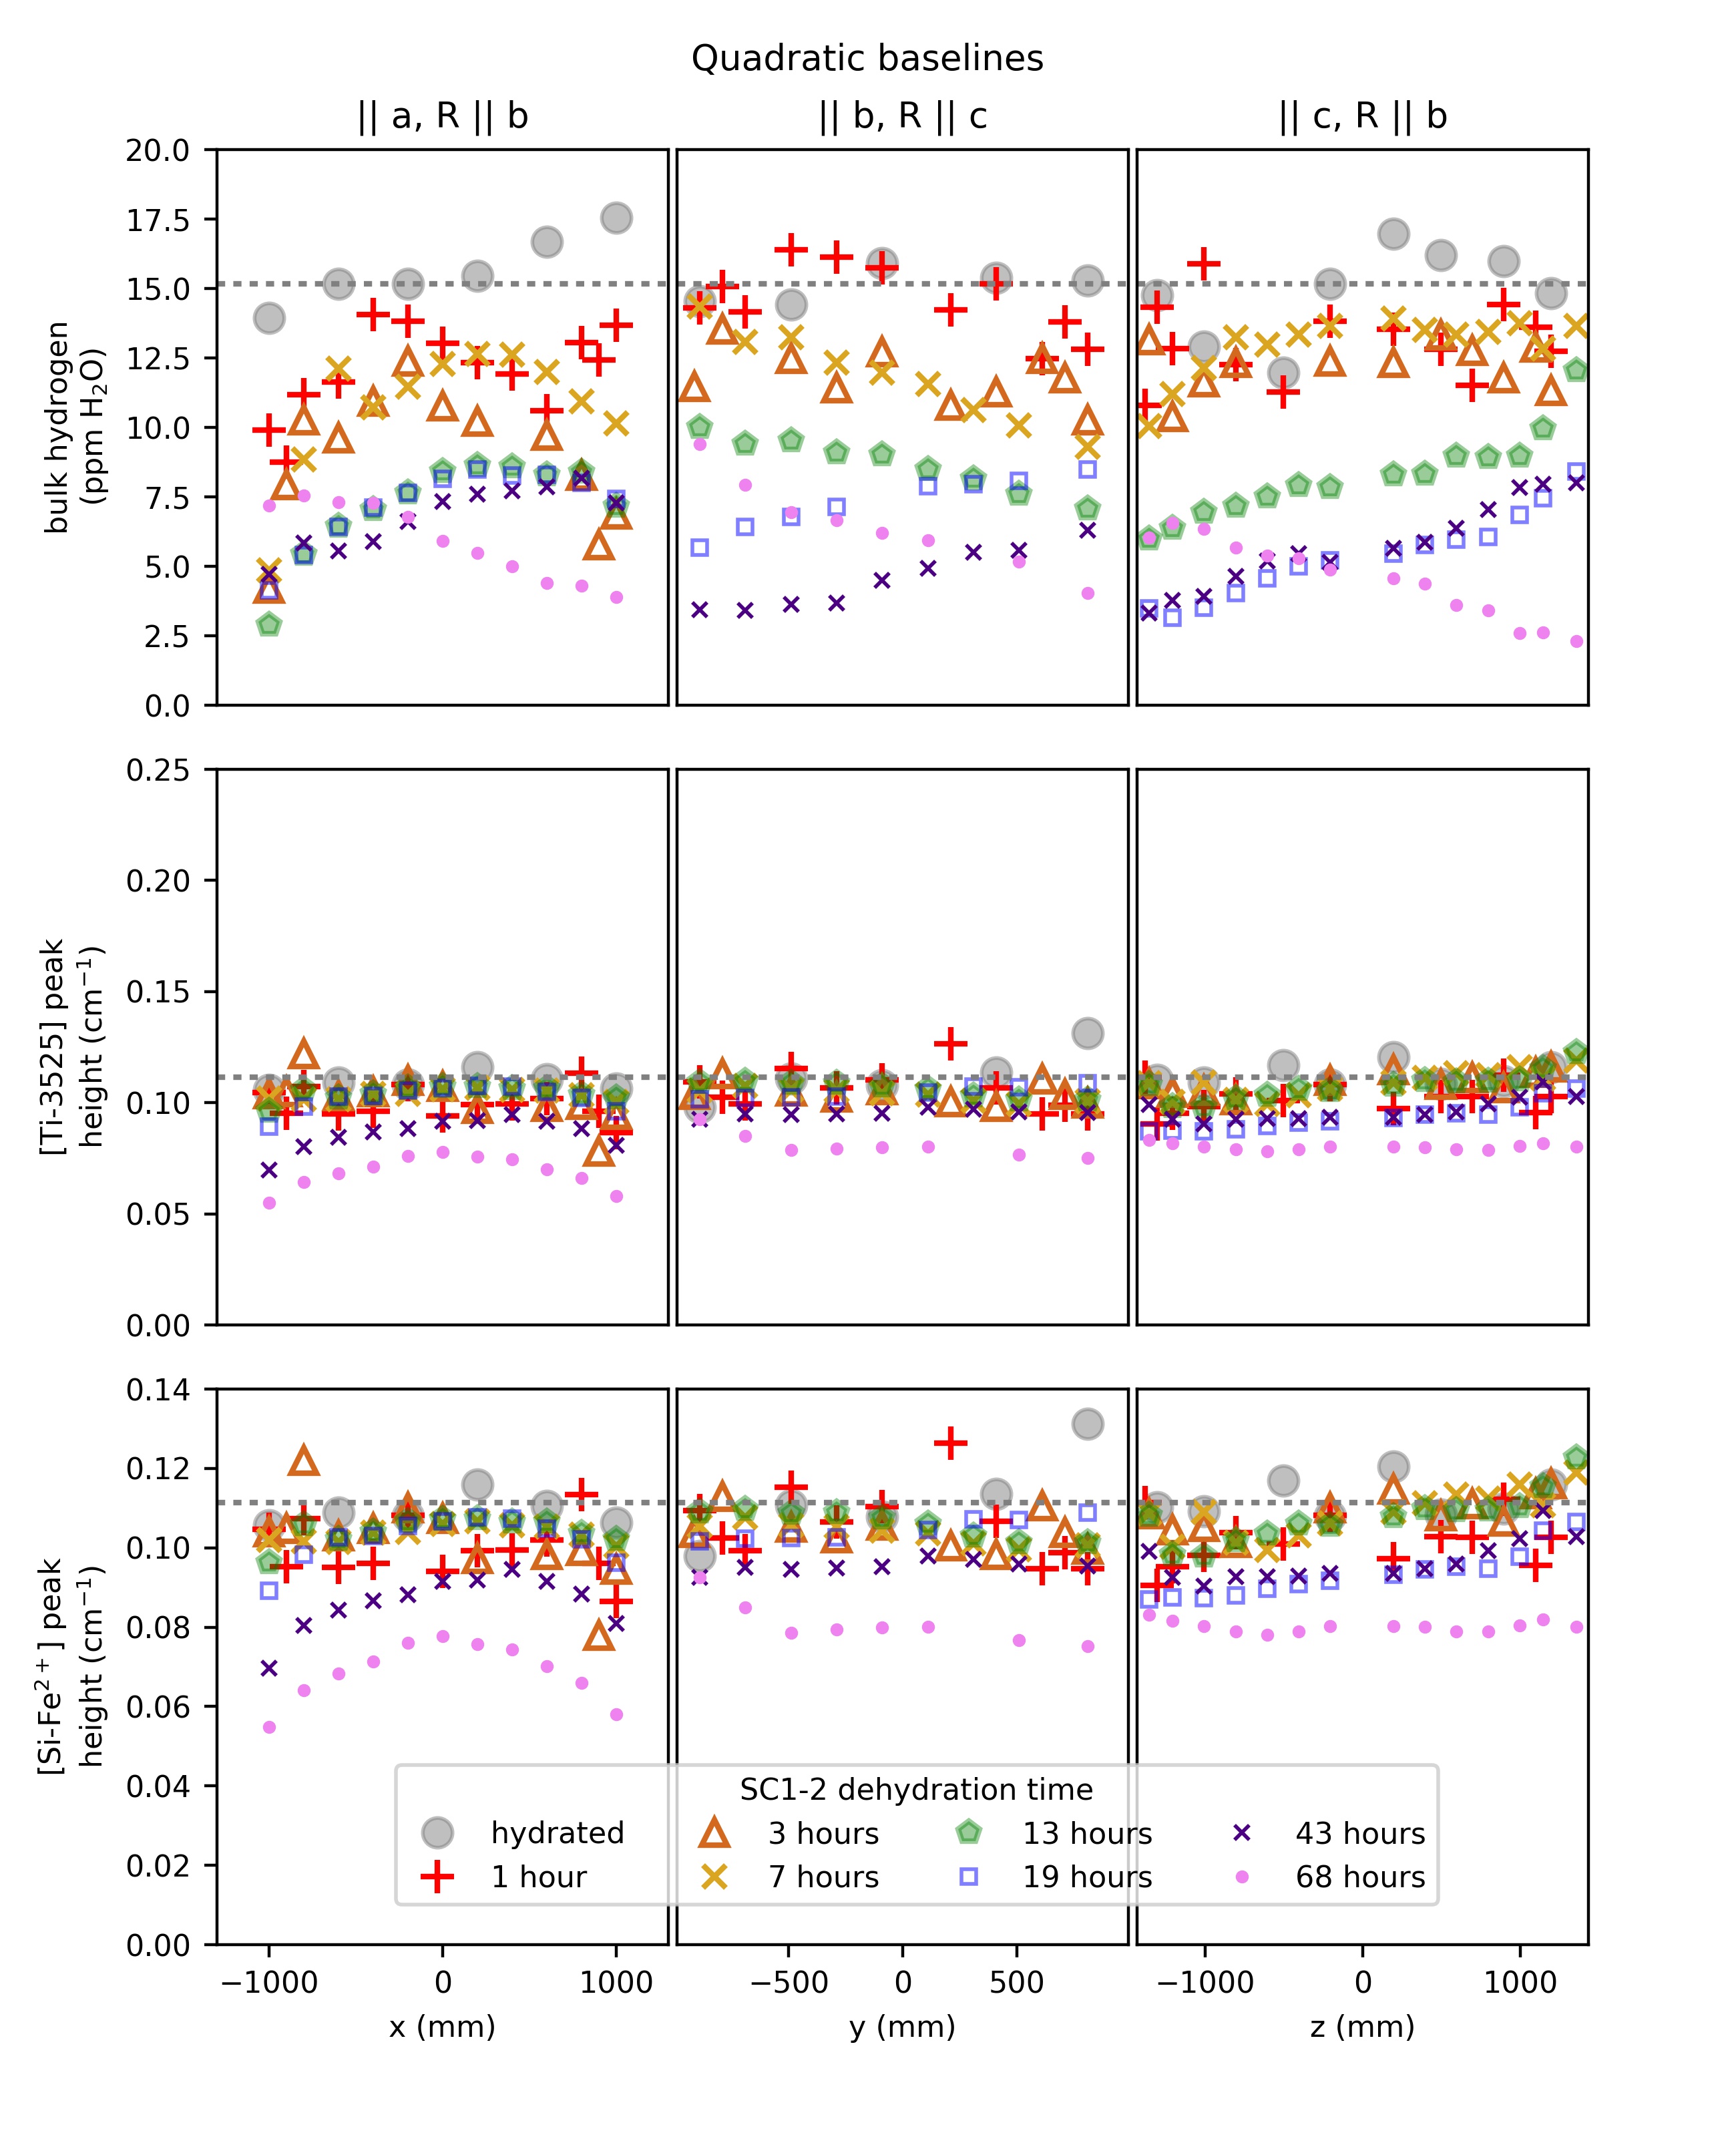 Quadratic baselines
|| a, R || b
|| b, R || c
|| c, R || b
20.0
17.5
15.0
12.5
10.0
7.5
5.0
2.5
0.0
bulk hydrogen
(ppm H₂O)
0.25
0.20
0.15
0.10
0.05
0.00
[Ti-3525] peak
height (cm⁻¹)
0.14
0.12
0.10
0.08
0.06
0.04
0.02
0.00
[Si-Fe²⁺] peak
height (cm⁻¹)
SC1-2 dehydration time
hydrated
1 hour
3 hours
7 hours
13 hours
19 hours
43 hours
68 hours
−1000 0 1000
x (mm)
−500 0 500
y (mm)
−1000 0 1000
z (mm)